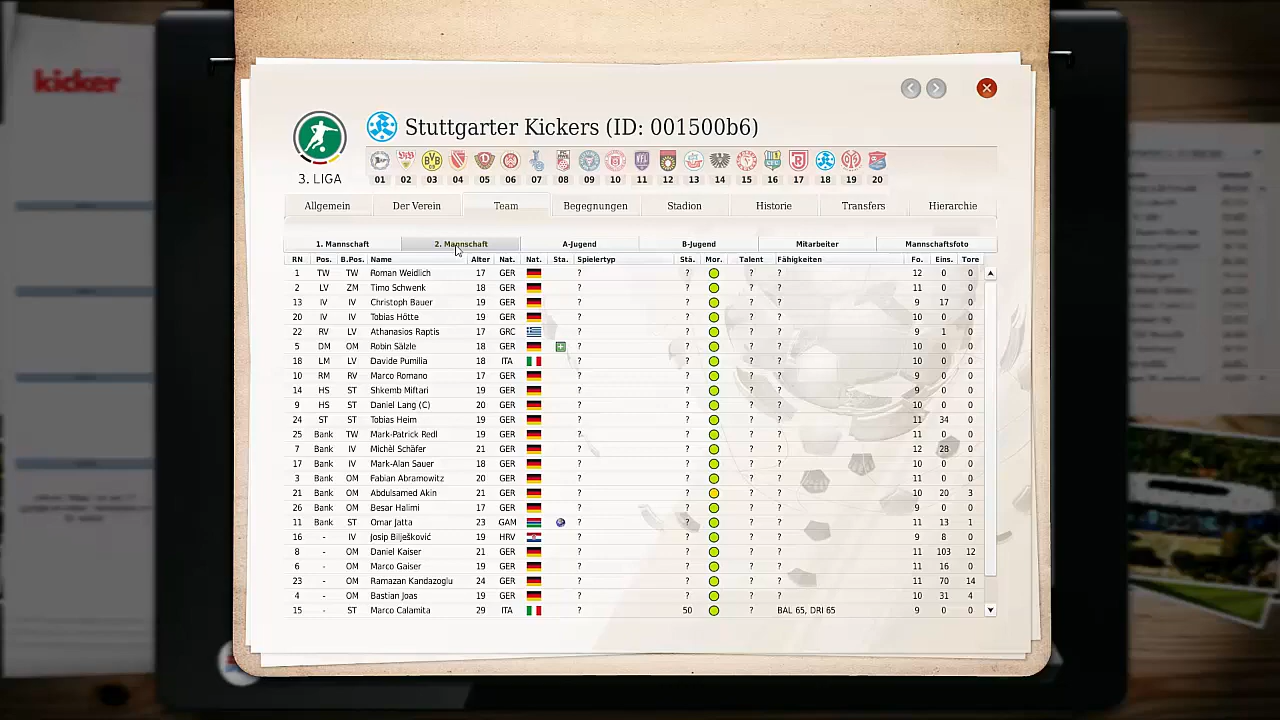 kicker
Stuttgarter Kickers (ID: 001500b6)
3. LIGA
01 02 03 04 05 06 07 08 09 10 11 12 13 14 15 16 17 18 19 20
Allgemein Der Verein Team Begegnungen Stadion Historie Transfers Hierarchie
1. Mannschaft 2. Mannschaft A-Jugend B-Jugend Mitarbeiter Mannschaftsfoto
RN Pos. B.Pos. Name Alter Nat. Nat. Sta. Spielertyp Stä. Mor. Talent Fähigkeiten Fo. Eins. Tore
1 TW TW Roman Weidlich 17 GER ? ? ? ? 12 0 0
2 LV ZM Timo Schwenk 18 GER ? ? ? ? 11 0 0
13 IV IV Christoph Bauer 19 GER ? ? ? ? 9 17 0
20 IV IV Tobias Hötte 19 GER ? ? ? ? 10 0 0
22 RV LV Athanasios Raptis 17 GRC ? ? ? ? 9 1 0
5 DM OM Robin Sälzle 18 GER ? ? ? ? 10 0 0
18 LM LV Davide Pumilia 18 ITA ? ? ? ? 10 0 0
10 RM RV Marco Romano 17 GER ? ? ? ? 9 0 0
14 HS ST Shkemb Miftari 19 GER ? ? ? ? 9 0 0
9 HS ST Daniel Lang (C) 20 GER ? ? ? ? 10 0 0
24 ST ST Tobias Heim 19 GER ? ? ? ? 11 34 0
25 Bank TW Mark-Patrick Redl 19 GER ? ? ? ? 11 0 0
7 Bank IV Michèl Schäfer 21 GER ? ? ? ? 12 28 0
17 Bank IV Mark-Alan Sauer 18 GER ? ? ? ? 10 0 0
3 Bank OM Fabian Abramowitz 20 GER ? ? ? ? 11 0 0
21 Bank OM Abdulsamed Akin 21 GER ? ? ? ? 10 20 0
26 Bank OM Besar Halimi 17 GER ? ? ? ? 9 0 0
11 Bank ST Omar Jatta 23 GAM ? ? ? ? 11 13 1
16 - IV Josip Bilješković 19 HRV ? ? ? ? 9 8 0
8 - OM Daniel Kaiser 21 GER ? ? ? ? 11 103 12
6 - OM Marco Gaiser 19 GER ? ? ? ? 11 16 0
23 - OM Ramazan Kandazoglu 24 GER ? ? ? ? 11 70 14
4 - OM Bastian Joas 19 GER ? ? ? ? 10 31 4
15 - ST Marco Calamita 29 ITA ? 50 ? BAL 65, DRI 65 9 0 0